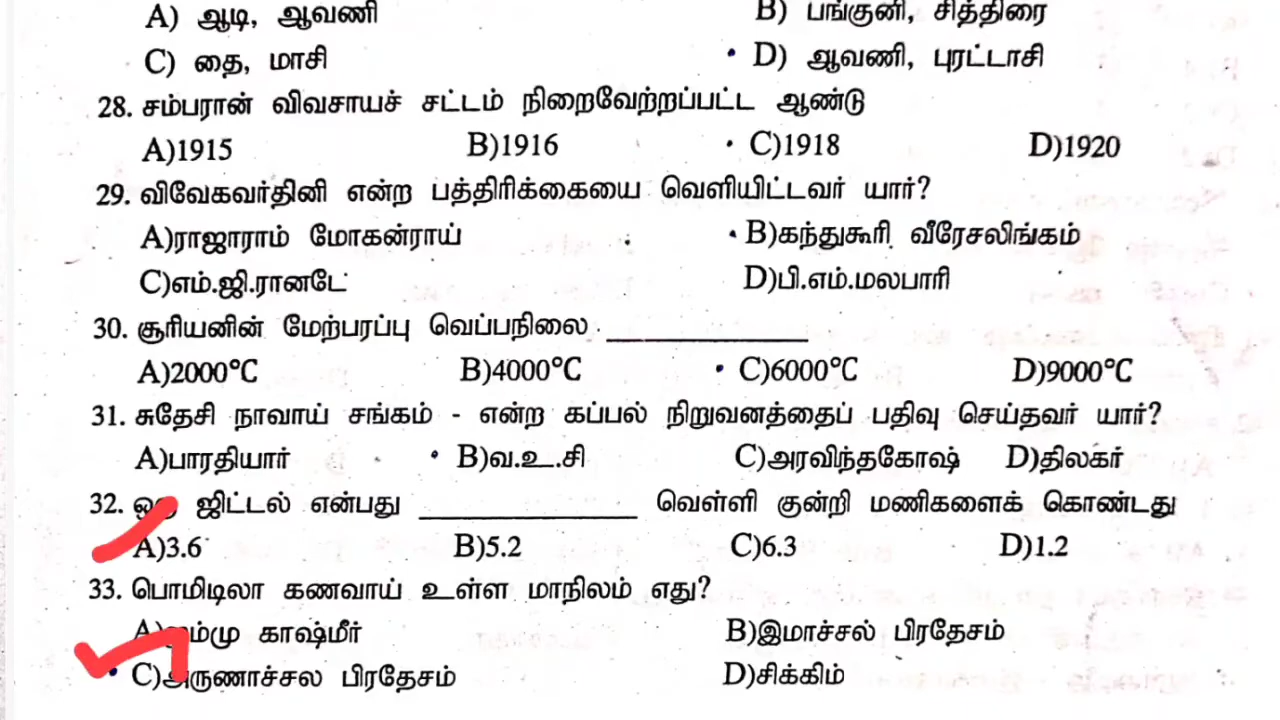 A) ஆடி, ஆவணி B) பங்குனி, சித்திரை
C) தை, மாசி D) ஆவணி, புரட்டாசி
28. சம்பரான் விவசாயச் சட்டம் நிறைவேற்றப்பட்ட ஆண்டு
A)1915 B)1916 C)1918 D)1920
29. விவேகவர்தினி என்ற பத்திரிக்கையை வெளியிட்டவர் யார்?
A)ராஜாராம் மோகன்ராய் B)கந்துகூரி வீரேசலிங்கம்
C)எம்.ஜி.ரானடே D)பி.எம்.மலபாரி
30. சூரியனின் மேற்பரப்பு வெப்பநிலை ____________
A)2000°C B)4000°C C)6000°C D)9000°C
31. சுதேசி நாவாய் சங்கம் - என்ற கப்பல் நிறுவனத்தைப் பதிவு செய்தவர் யார்?
A)பாரதியார் B)வ.உ.சி C)அரவிந்தகோஷ் D)திலகர்
32. ஒரு ஜிட்டல் என்பது ____________ வெள்ளி குன்றி மணிகளைக் கொண்டது
A)3.6 B)5.2 C)6.3 D)1.2
33. பொமிடிலா கணவாய் உள்ள மாநிலம் எது?
A)ஜம்மு காஷ்மீர் B)இமாச்சல் பிரதேசம்
C)அருணாச்சல பிரதேசம் D)சிக்கிம்